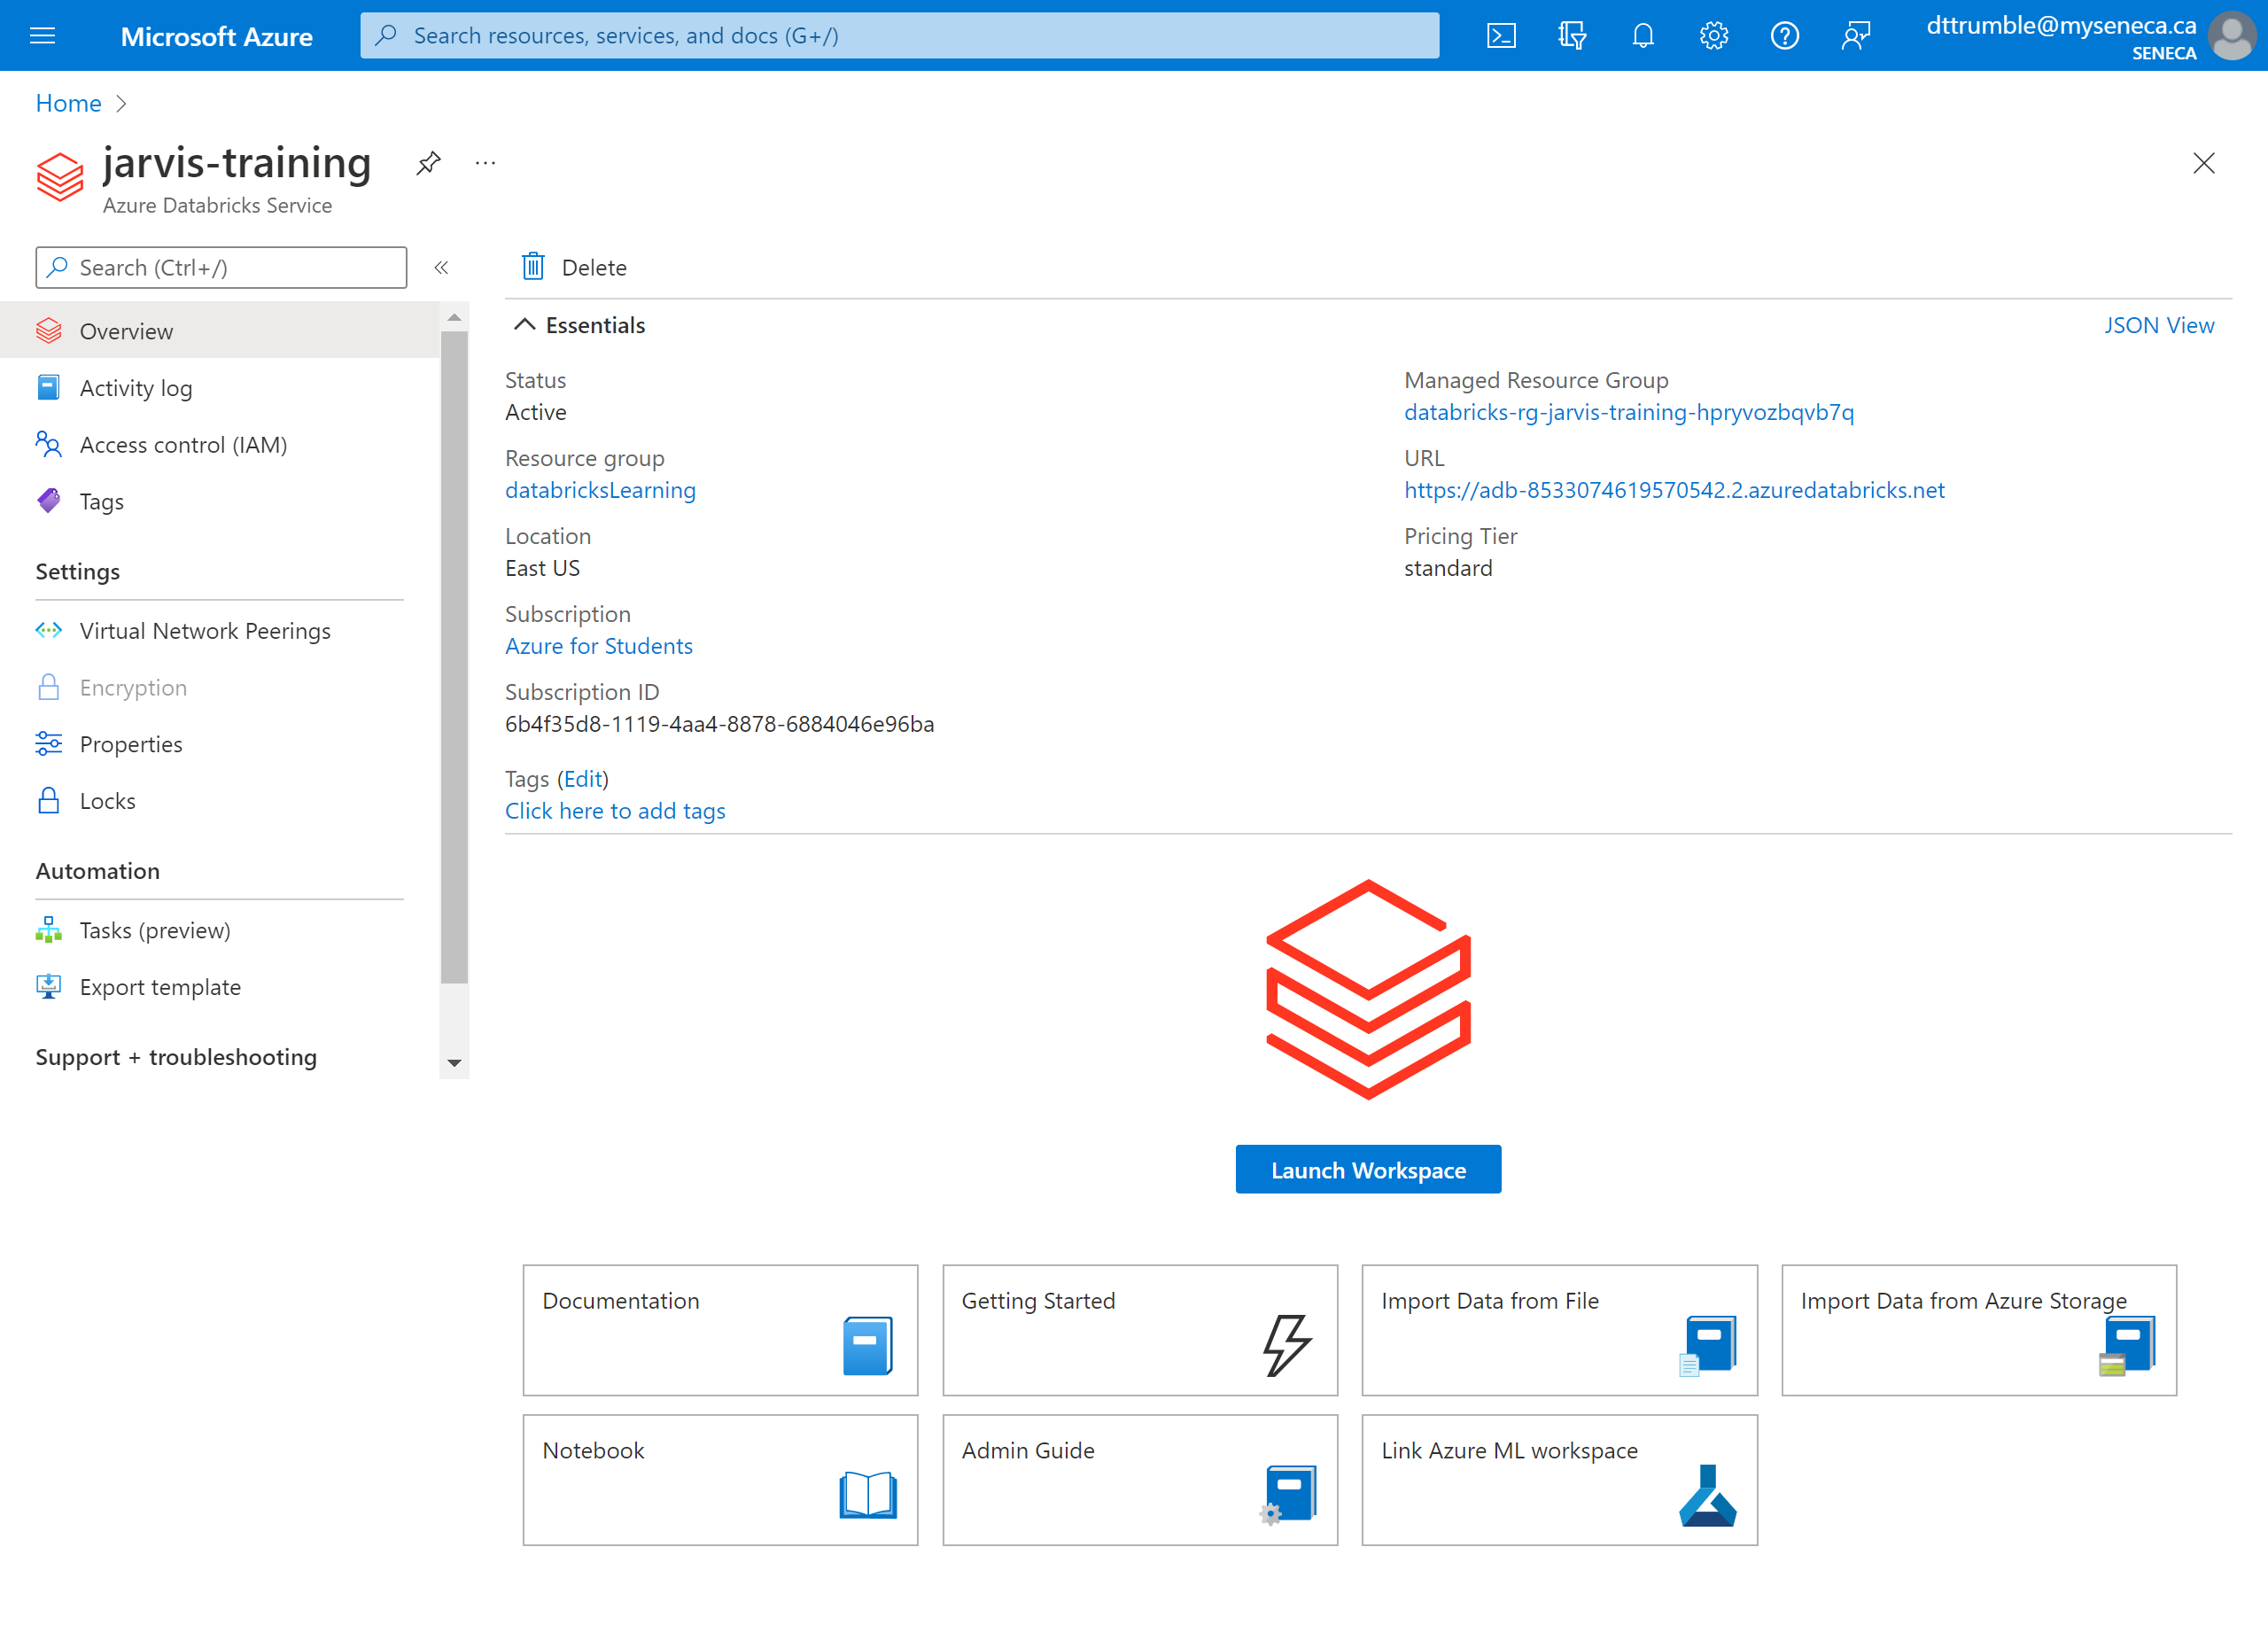 Microsoft Azure
Search resources, services, and docs (G+/)
dttrumble@myseneca.ca
SENECA
Home
jarvis-training
Azure Databricks Service
Search (Ctrl+/)
Overview
Activity log
Access control (IAM)
Tags
Settings
Virtual Network Peerings
Encryption
Properties
Locks
Automation
Tasks (preview)
Export template
Support + troubleshooting
Delete
Essentials
JSON View
Status
Active
Resource group
databricksLearning
Location
East US
Subscription
Azure for Students
Subscription ID
6b4f35d8-1119-4aa4-8878-6884046e96ba
Managed Resource Group
databricks-rg-jarvis-training-hpryvozbqvb7q
URL
https://adb-8533074619570542.2.azuredatabricks.net
Pricing Tier
standard
Tags (Edit)
Click here to add tags
Launch Workspace
Documentation
Getting Started
Import Data from File
Import Data from Azure Storage
Notebook
Admin Guide
Link Azure ML workspace